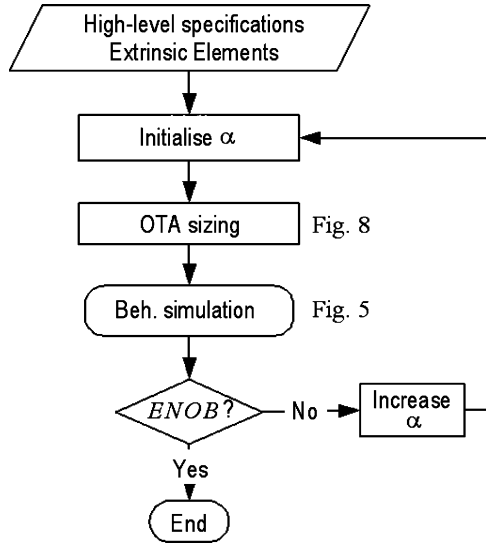 High-level specifications
Extrinsic Elements
Initialise α
OTA sizing
Fig. 8
Beh. simulation
Fig. 5
ENOB?
No
Increase
α
Yes
End